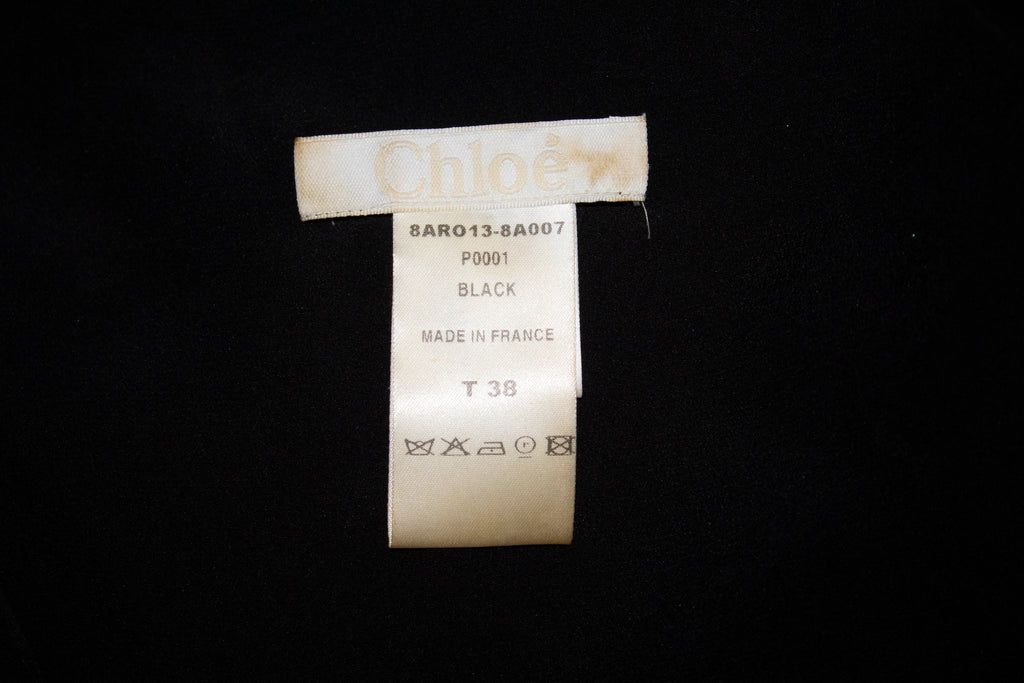 Chloé
8ARO13-8A007
P0001
BLACK
MADE IN FRANCE
T 38
P